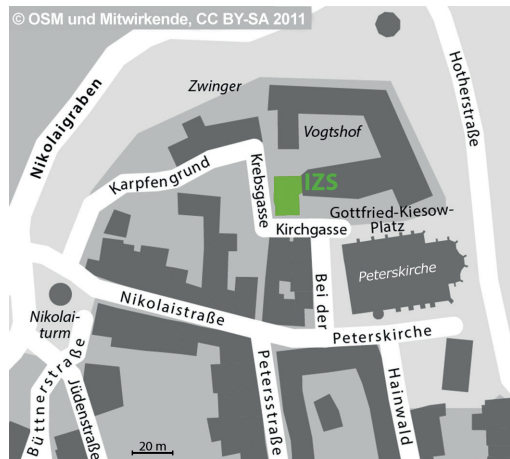 © OSM und Mitwirkende, CC BY-SA 2011
Nikolaigraben
Zwinger
Vogtshof
Hotherstraße
Karpfengrund
Krebsgasse
IZS
Kirchgasse
Gottfried-Kiesow-
Platz
Peterskirche
Bei der
Peterskirche
Nikolaistraße
Nikolai-
turm
Büttnerstraße
Jüdenstraße
Petersstraße
Hainwald
20 m